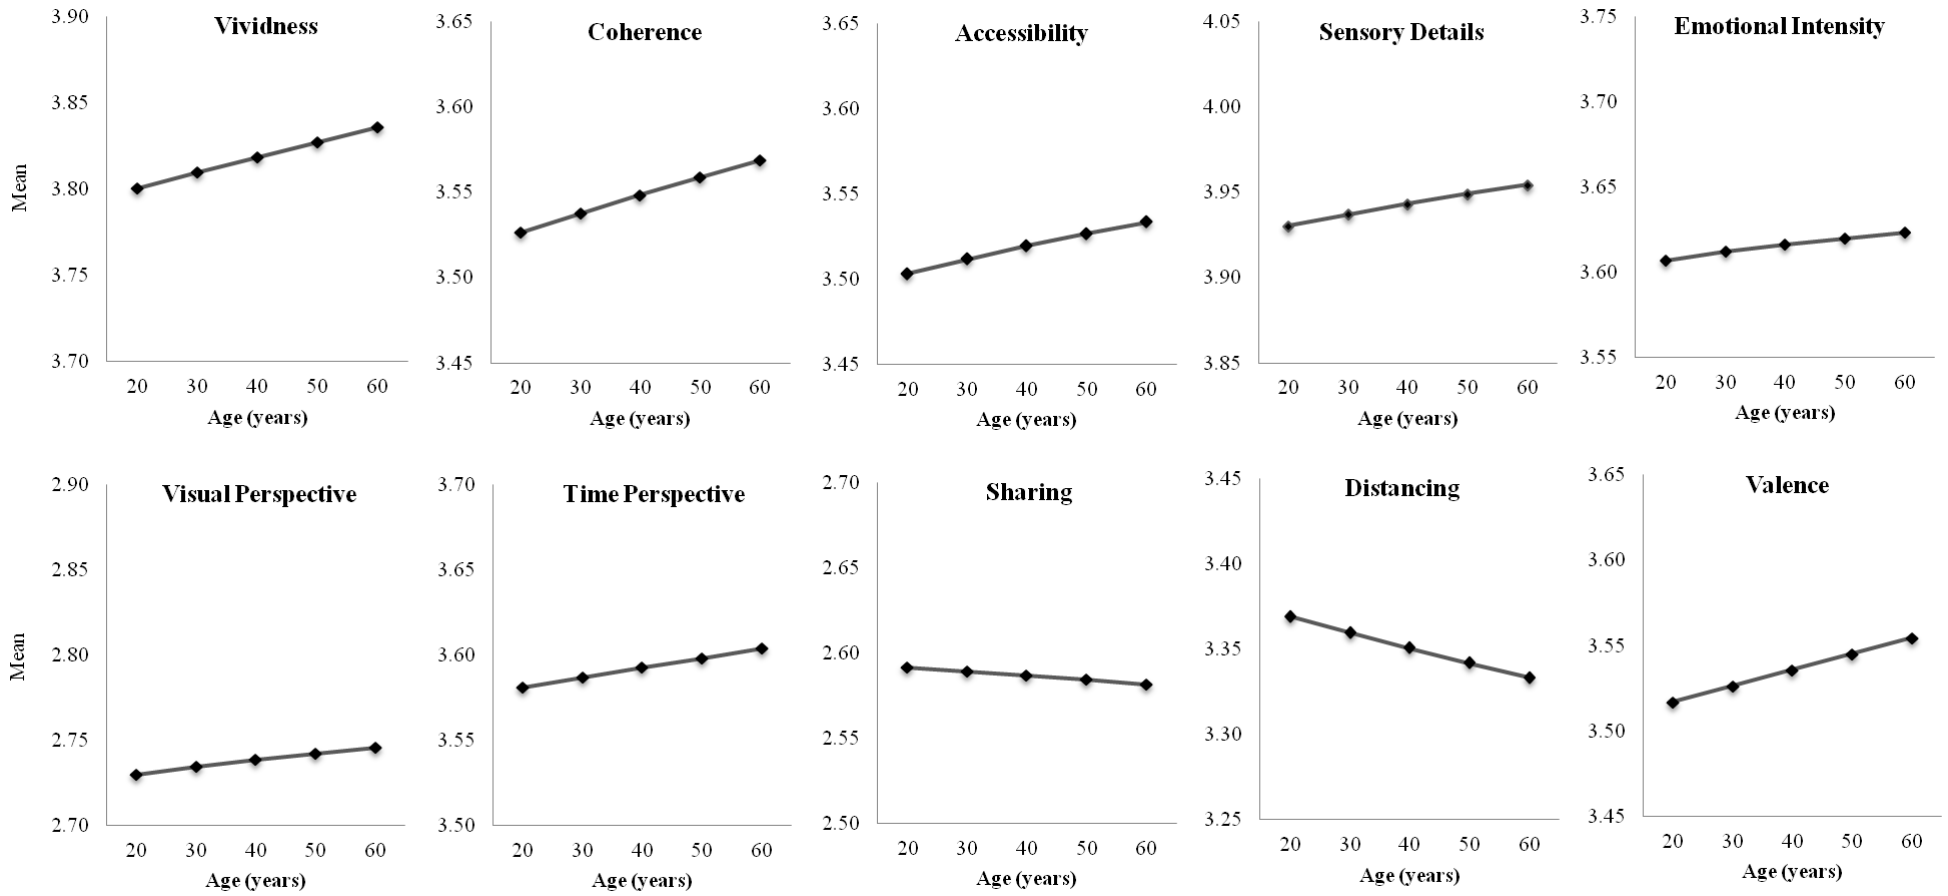 Vividness
Mean
3.90
3.85
3.80
3.75
3.70
20 30 40 50 60
Age (years)
Coherence
3.65
3.60
3.55
3.50
3.45
20 30 40 50 60
Age (years)
Accessibility
3.65
3.60
3.55
3.50
3.45
20 30 40 50 60
Age (years)
Sensory Details
4.05
4.00
3.95
3.90
3.85
20 30 40 50 60
Age (years)
Emotional Intensity
3.75
3.70
3.65
3.60
3.55
20 30 40 50 60
Age (years)
Visual Perspective
Mean
2.90
2.85
2.80
2.75
2.70
20 30 40 50 60
Age (years)
Time Perspective
3.70
3.65
3.60
3.55
3.50
20 30 40 50 60
Age (years)
Sharing
2.70
2.65
2.60
2.55
2.50
20 30 40 50 60
Age (years)
Distancing
3.45
3.40
3.35
3.30
3.25
20 30 40 50 60
Age (years)
Valence
3.65
3.60
3.55
3.50
3.45
20 30 40 50 60
Age (years)